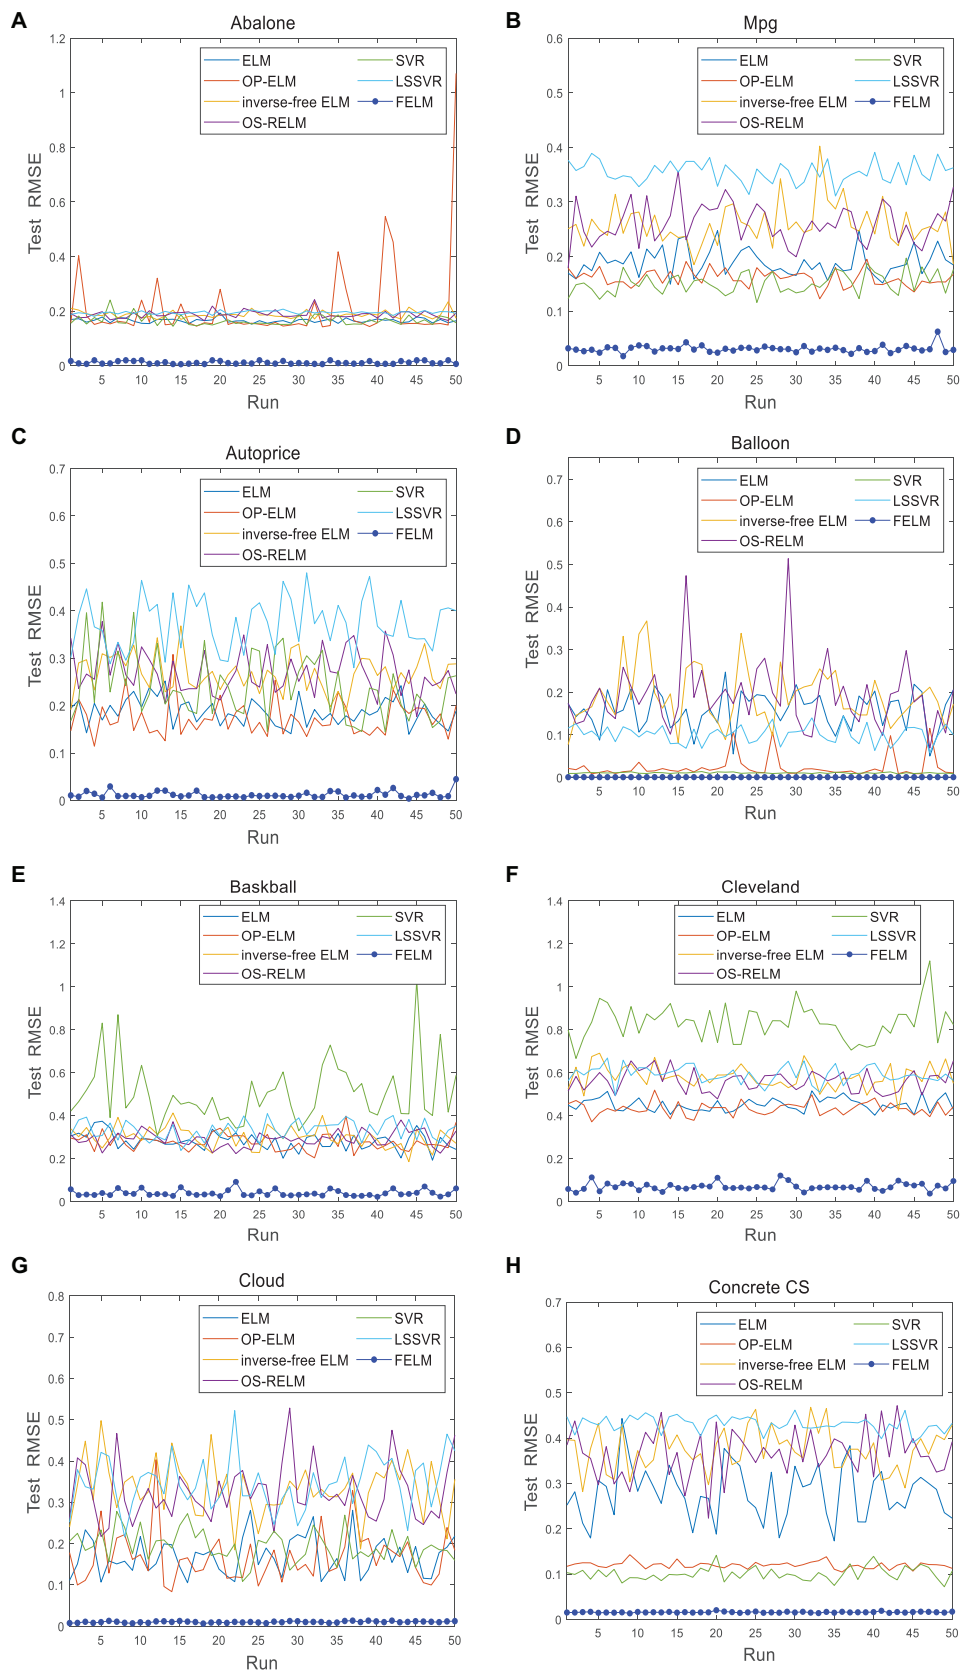 A
Abalone
1.2
1
0.8
0.6
0.4
0.2
0
Test RMSE
ELM
OP-ELM
inverse-free ELM
OS-RELM
SVR
LSSVR
FELM
5 10 15 20 25 30 35 40 45 50
Run
B
Mpg
0.6
0.5
0.4
0.3
0.2
0.1
0
Test RMSE
ELM
OP-ELM
inverse-free ELM
OS-RELM
SVR
LSSVR
FELM
5 10 15 20 25 30 35 40 45 50
Run
C
Autoprice
0.7
0.6
0.5
0.4
0.3
0.2
0.1
0
Test RMSE
ELM
OP-ELM
inverse-free ELM
OS-RELM
SVR
LSSVR
FELM
5 10 15 20 25 30 35 40 45 50
Run
D
Balloon
0.7
0.6
0.5
0.4
0.3
0.2
0.1
0
Test RMSE
ELM
OP-ELM
inverse-free ELM
OS-RELM
SVR
LSSVR
FELM
5 10 15 20 25 30 35 40 45 50
Run
E
Baskball
1.4
1.2
1
0.8
0.6
0.4
0.2
0
Test RMSE
ELM
OP-ELM
inverse-free ELM
OS-RELM
SVR
LSSVR
FELM
5 10 15 20 25 30 35 40 45 50
Run
F
Cleveland
1.4
1.2
1
0.8
0.6
0.4
0.2
0
Test RMSE
ELM
OP-ELM
inverse-free ELM
OS-RELM
SVR
LSSVR
FELM
5 10 15 20 25 30 35 40 45 50
Run
G
Cloud
0.8
0.7
0.6
0.5
0.4
0.3
0.2
0.1
0
Test RMSE
ELM
OP-ELM
inverse-free ELM
OS-RELM
SVR
LSSVR
FELM
5 10 15 20 25 30 35 40 45 50
Run
H
Concrete CS
0.7
0.6
0.5
0.4
0.3
0.2
0.1
0
Test RMSE
ELM
OP-ELM
inverse-free ELM
OS-RELM
SVR
LSSVR
FELM
5 10 15 20 25 30 35 40 45 50
Run